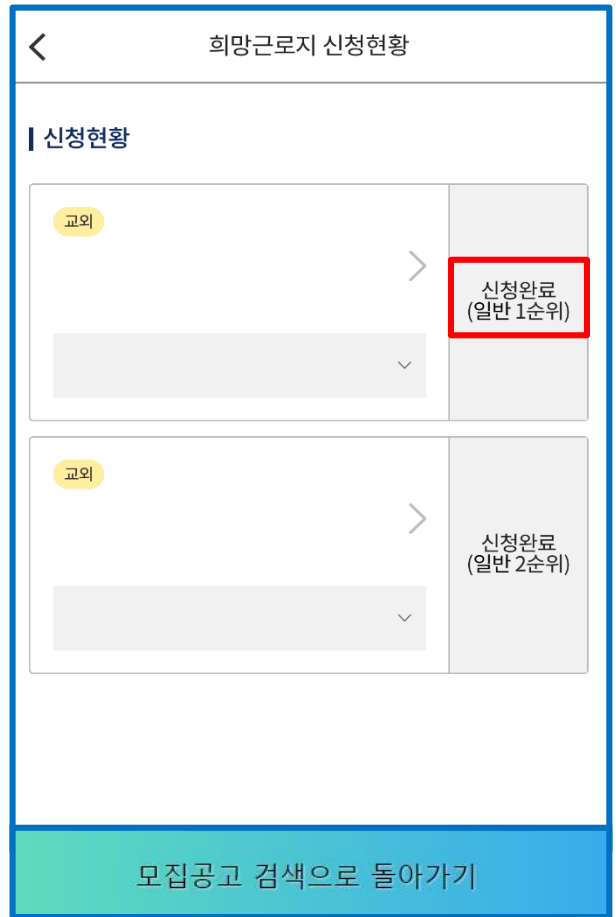 희망근로지 신청현황
신청현황
교외
신청완료
(일반 1순위)
교외
신청완료
(일반 2순위)
모집공고 검색으로 돌아가기